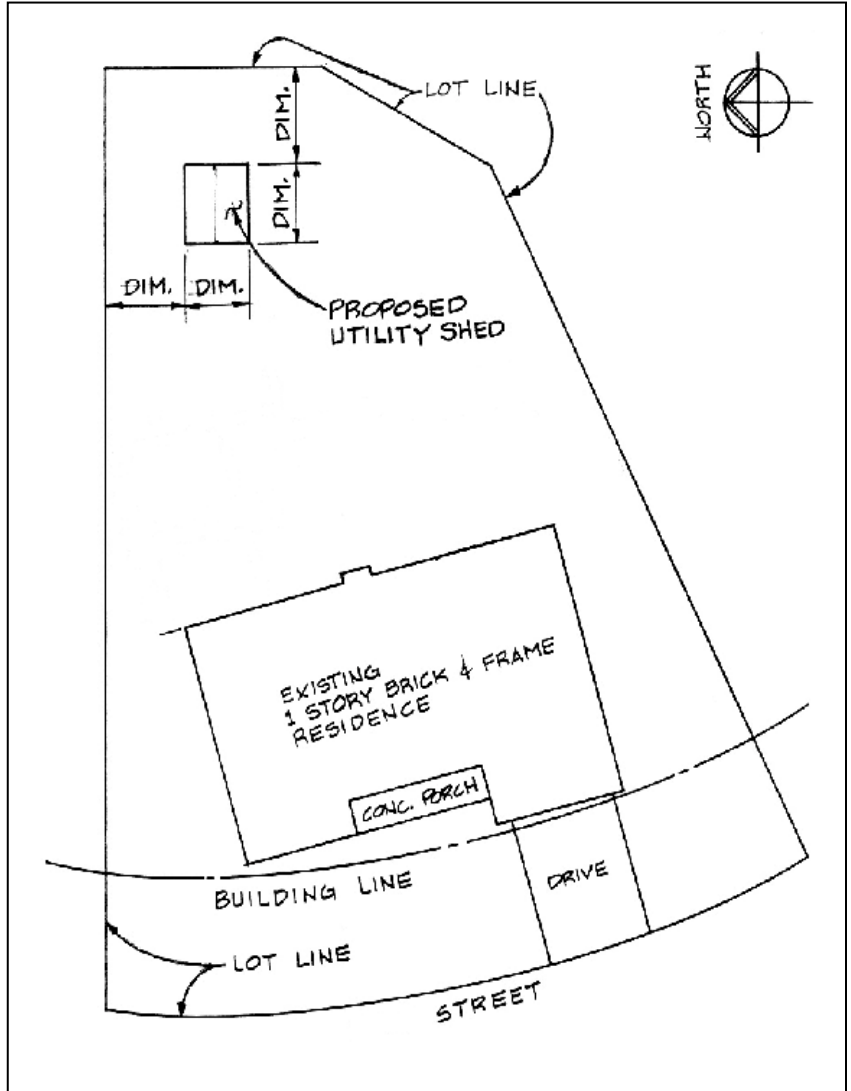 LOT LINE
NORTH
DIM.
DIM.
DIM.
DIM.
PROPOSED
UTILITY SHED
EXISTING
1 STORY BRICK & FRAME
RESIDENCE
CONC. PORCH
BUILDING LINE
DRIVE
LOT LINE
STREET